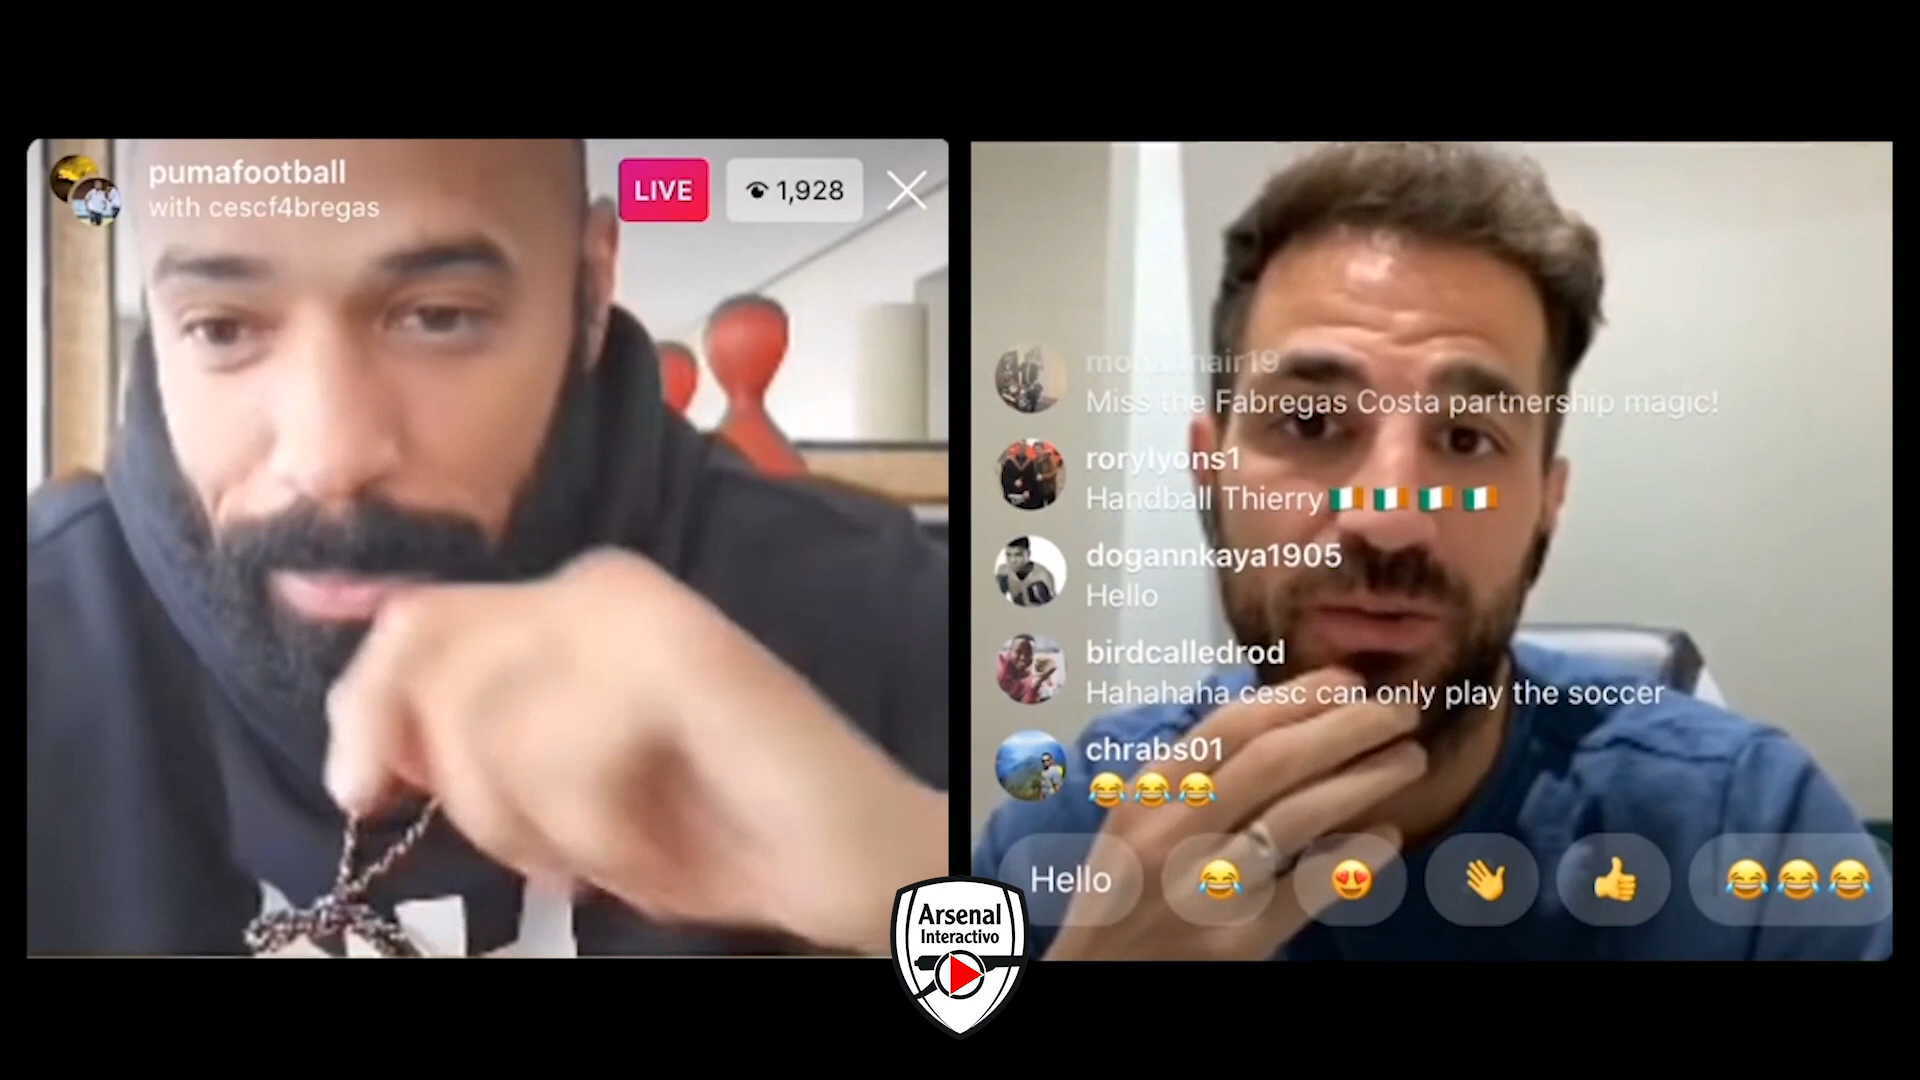 pumafootball
with cescf4bregas
LIVE
1,928
Miss the Fabregas Costa partnership magic!
rorylyons1
Handball Thierry🇮🇪🇮🇪🇮🇪🇮🇪
dogannkaya1905
Hello
birdcalledrod
Hahahaha cesc can only play the soccer
chrabs01
😂😂😂
Hello 😂 😍 👋 👍 😂😂😂
Arsenal
Interactivo